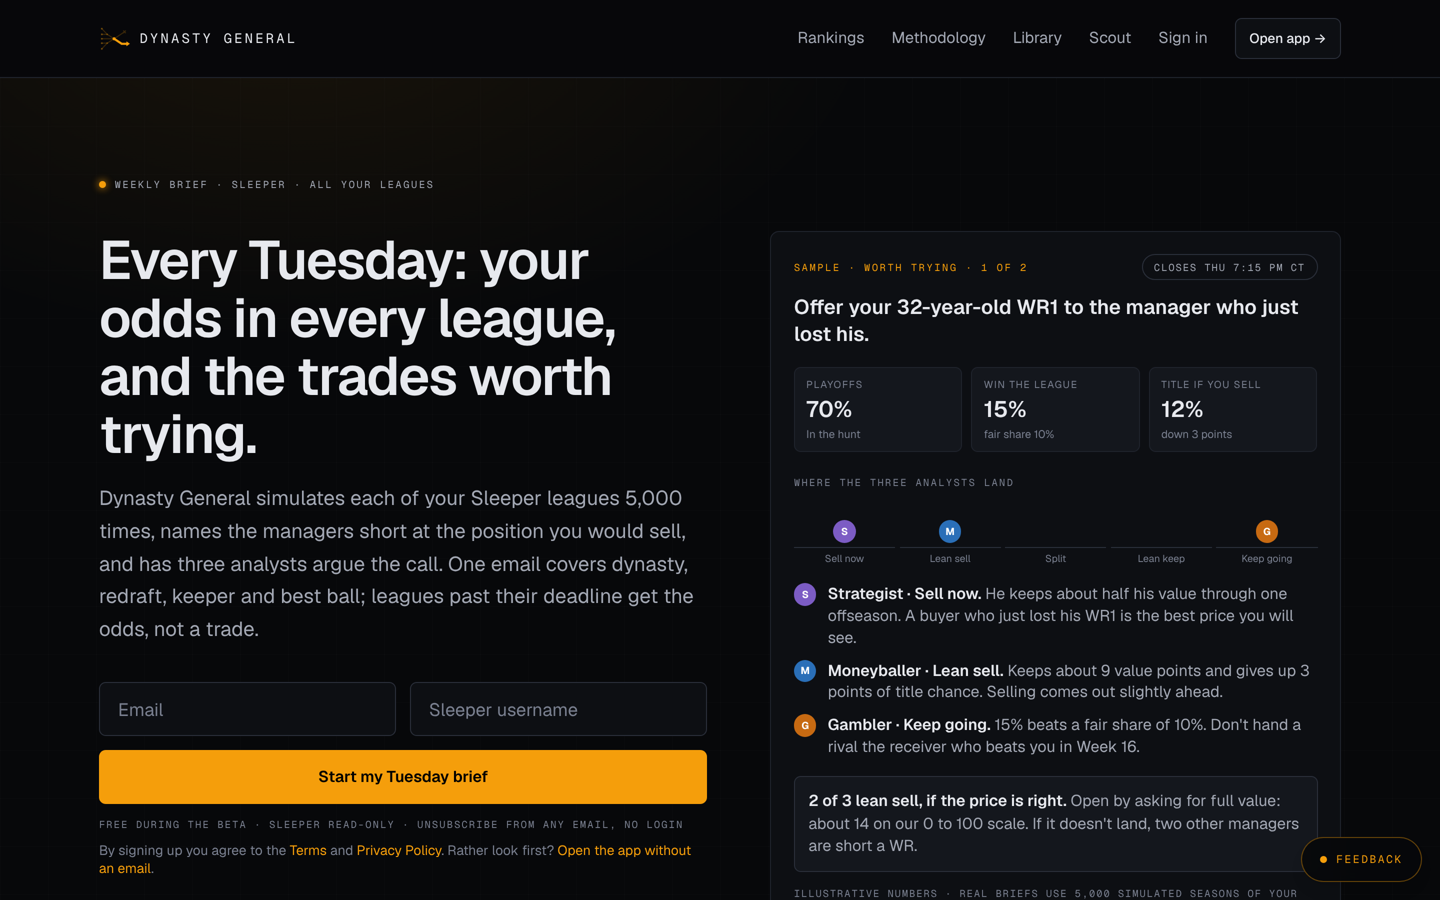 DYNASTY GENERAL
Rankings
Methodology
Library
Scout
Sign in
Open app →
WEEKLY BRIEF · SLEEPER · ALL YOUR LEAGUES
Every Tuesday: your
odds in every league,
and the trades worth
trying.
Dynasty General simulates each of your Sleeper leagues 5,000
times, names the managers short at the position you would sell,
and has three analysts argue the call. One email covers dynasty,
redraft, keeper and best ball; leagues past their deadline get the
odds, not a trade.
Email
Sleeper username
Start my Tuesday brief
FREE DURING THE BETA · SLEEPER READ-ONLY · UNSUBSCRIBE FROM ANY EMAIL, NO LOGIN
By signing up you agree to the Terms and Privacy Policy. Rather look first? Open the app without
an email.
SAMPLE · WORTH TRYING · 1 OF 2
CLOSES THU 7:15 PM CT
Offer your 32-year-old WR1 to the manager who just
lost his.
PLAYOFFS
70%
In the hunt
WIN THE LEAGUE
15%
fair share 10%
TITLE IF YOU SELL
12%
down 3 points
WHERE THE THREE ANALYSTS LAND
S
M
G
Sell now
Lean sell
Split
Lean keep
Keep going
S
Strategist · Sell now. He keeps about half his value through one
offseason. A buyer who just lost his WR1 is the best price you will
see.
M
Moneyballer · Lean sell. Keeps about 9 value points and gives up 3
points of title chance. Selling comes out slightly ahead.
G
Gambler · Keep going. 15% beats a fair share of 10%. Don't hand a
rival the receiver who beats you in Week 16.
2 of 3 lean sell, if the price is right. Open by asking for full value:
about 14 on our 0 to 100 scale. If it doesn't land, two other managers
are short a WR.
FEEDBACK
ILLUSTRATIVE NUMBERS · REAL BRIEFS USE 5,000 SIMULATED SEASONS OF YOUR